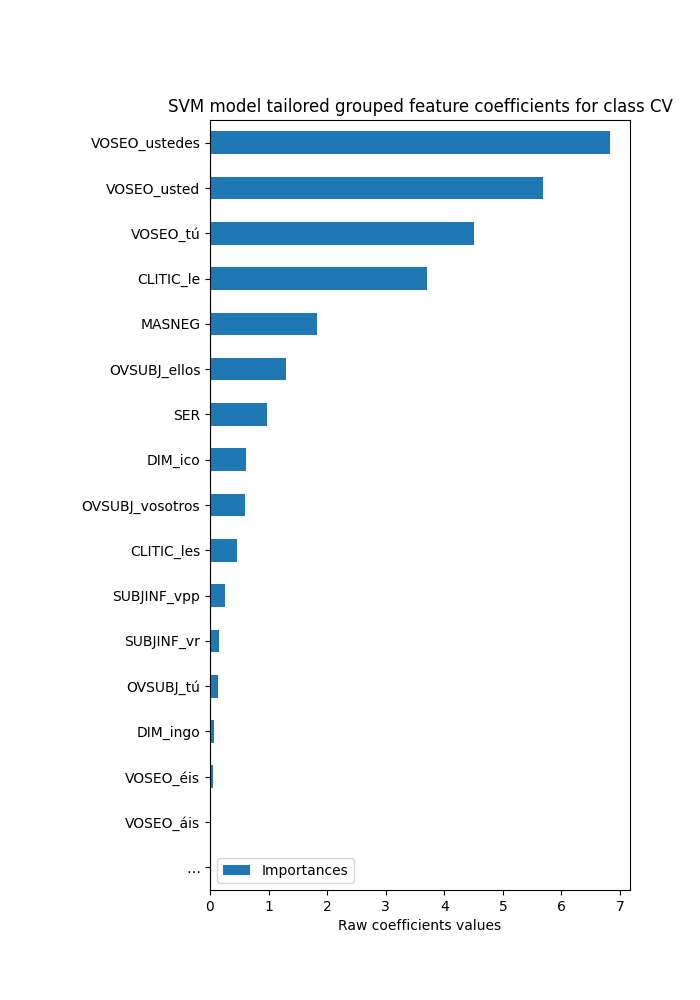 SVM model tailored grouped feature coefficients for class CV
VOSEO_ustedes
VOSEO_usted
VOSEO_tú
CLITIC_le
MASNEG
OVSUBJ_ellos
SER
DIM_ico
OVSUBJ_vosotros
CLITIC_les
SUBJINF_vpp
SUBJINF_vr
OVSUBJ_tú
DIM_ingo
VOSEO_éis
VOSEO_áis
...
Importances
0 1 2 3 4 5 6 7
Raw coefficients values